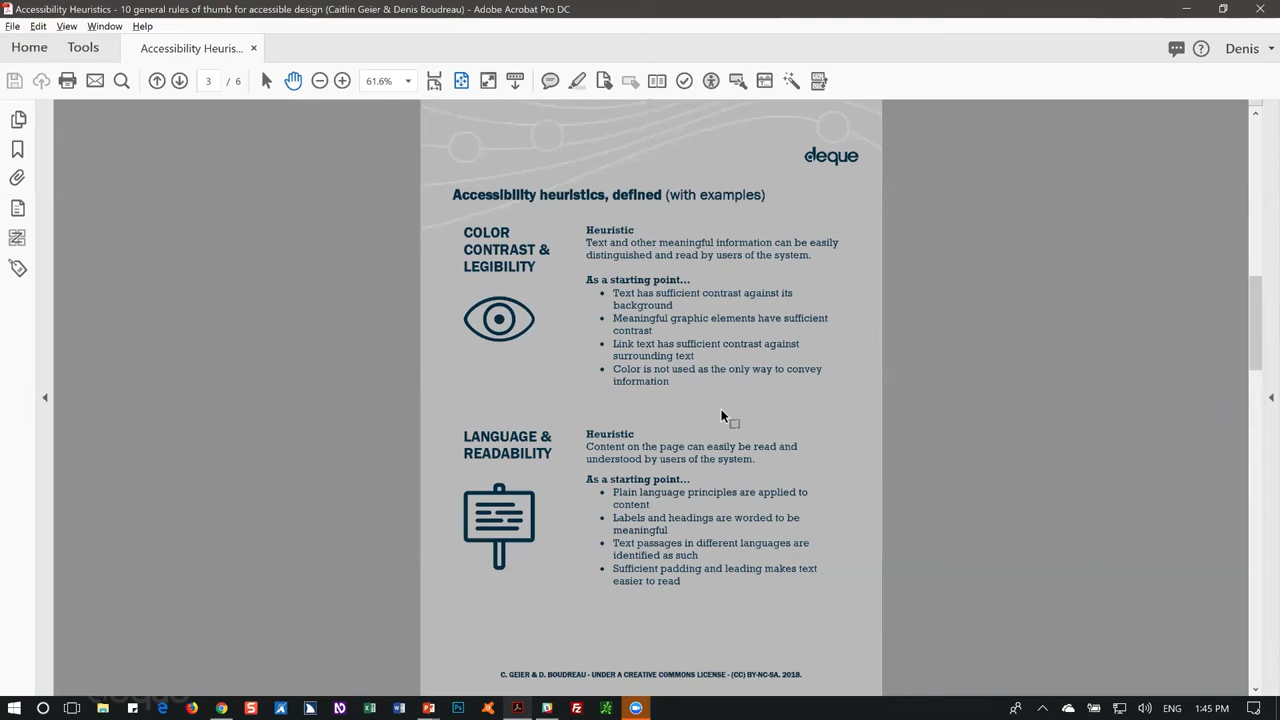 Accessibility Heuristics - 10 general rules of thumb for accessible design (Caitlin Geier & Denis Boudreau) - Adobe Acrobat Pro DC
File Edit View Window Help
Home Tools Accessibility Heuris... × Denis
3 / 6 61.6%
deque
Accessibility heuristics, defined (with examples)
COLOR
CONTRAST &
LEGIBILITY
Heuristic
Text and other meaningful information can be easily
distinguished and read by users of the system.
As a starting point...
• Text has sufficient contrast against its
background
• Meaningful graphic elements have sufficient
contrast
• Link text has sufficient contrast against
surrounding text
• Color is not used as the only way to convey
information
LANGUAGE &
READABILITY
Heuristic
Content on the page can easily be read and
understood by users of the system.
As a starting point...
• Plain language principles are applied to
content
• Labels and headings are worded to be
meaningful
• Text passages in different languages are
identified as such
• Sufficient padding and leading makes text
easier to read
C. GEIER & D. BOUDREAU - UNDER A CREATIVE COMMONS LICENSE - (CC) BY-NC-SA. 2018.
deque
ENG 1:45 PM